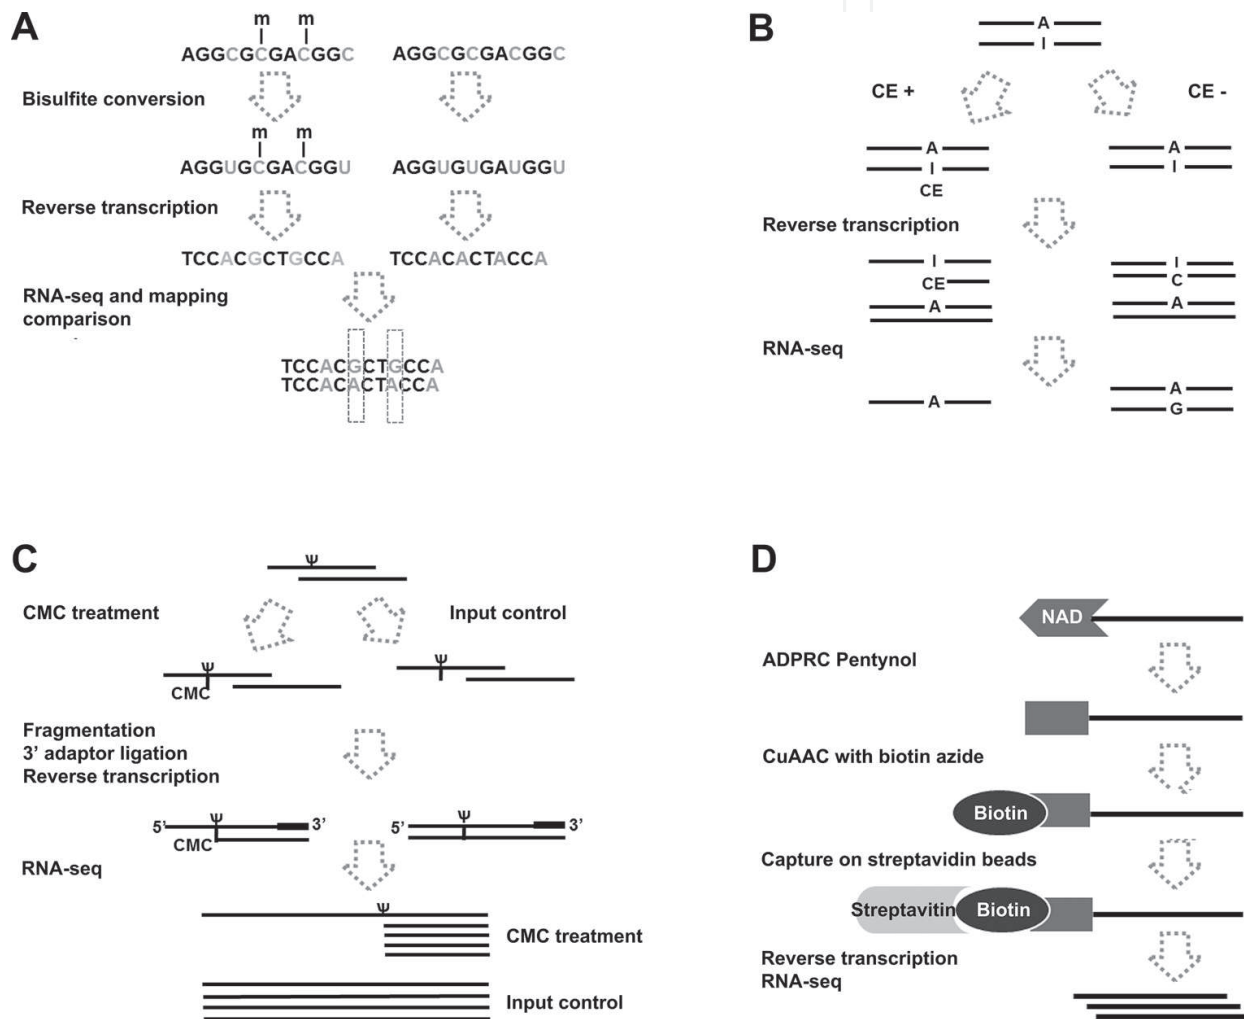 A
m m
AGGCGCGACGGC AGGCGCGACGGC
Bisulfite conversion
m m
AGGUGCGACGGU AGGUGUGAUGGU
Reverse transcription
TCCACGCTGCCA TCCACACTACCA
RNA-seq and mapping
comparison
TCCACGCTGCCA
TCCACACTACCA
B
A
I
CE + CE -
A A
I I
CE
Reverse transcription
I I
CE C
A A
RNA-seq
A A
G
C
Ψ
CMC treatment Input control
Ψ Ψ
CMC
Fragmentation
3’ adaptor ligation
Reverse transcription
5’ Ψ 3’ 5’ Ψ 3’
CMC
RNA-seq
Ψ
CMC treatment
Input control
D
NAD
ADPRC Pentynol
CuAAC with biotin azide
Biotin
Capture on streptavidin beads
Streptavitin Biotin
Reverse transcription
RNA-seq